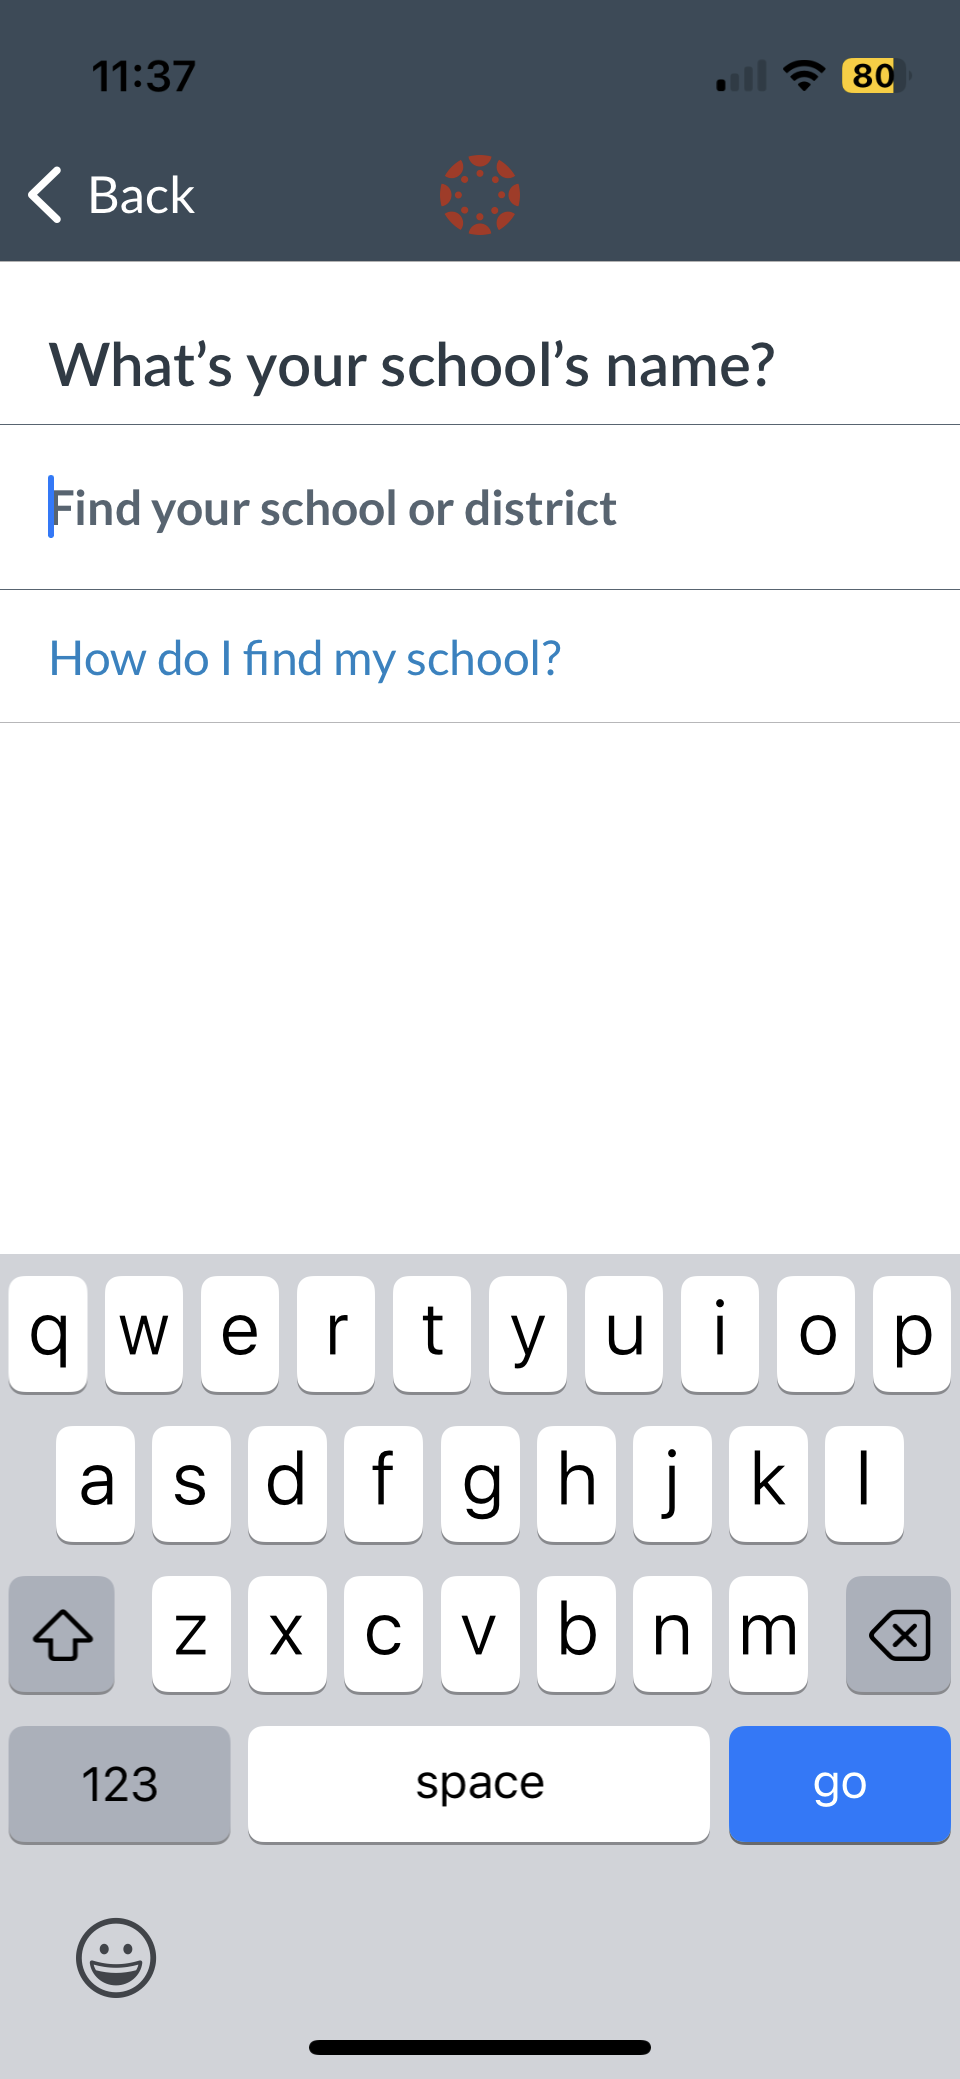 11:37
80
Back
What’s your school’s name?
Find your school or district
How do I find my school?
q w e r t y u i o p
a s d f g h j k l
z x c v b n m
123 space go